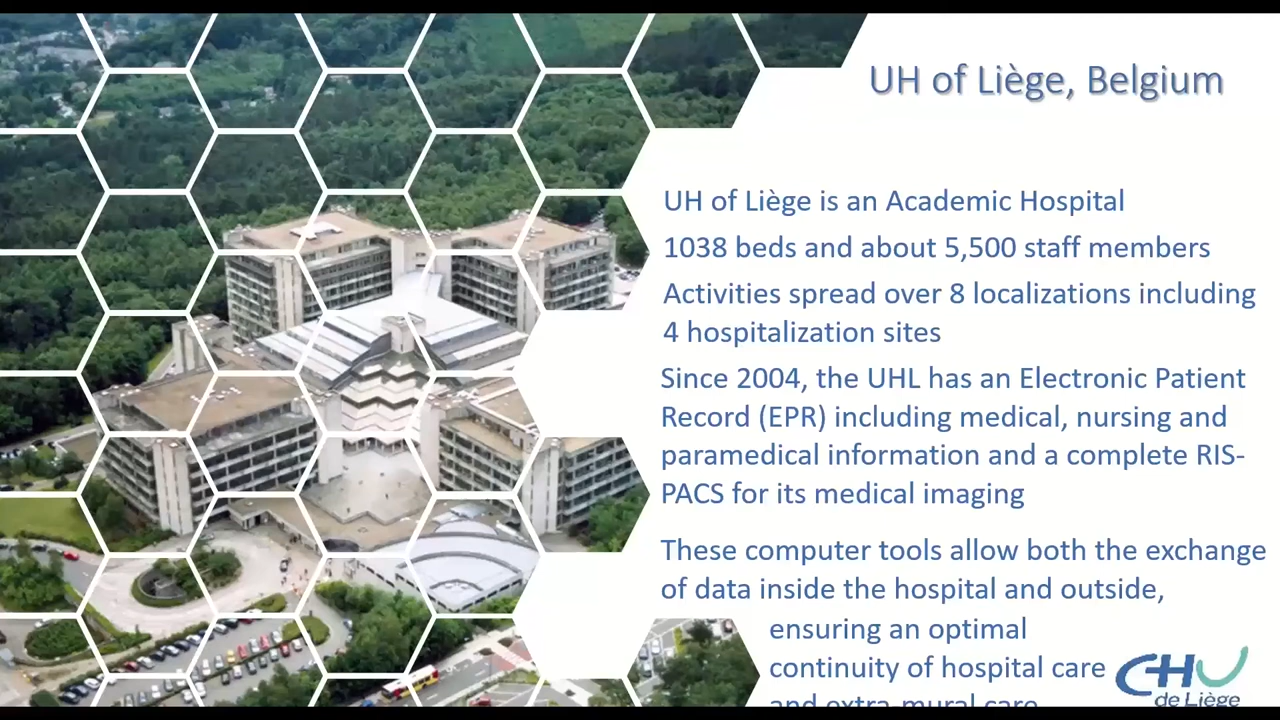 UH of Liège, Belgium
UH of Liège is an Academic Hospital
1038 beds and about 5,500 staff members
Activities spread over 8 localizations including
4 hospitalization sites
Since 2004, the UHL has an Electronic Patient
Record (EPR) including medical, nursing and
paramedical information and a complete RIS-
PACS for its medical imaging
These computer tools allow both the exchange
of data inside the hospital and outside,
ensuring an optimal
continuity of hospital care
and extra-mural care
CHU
de Liège